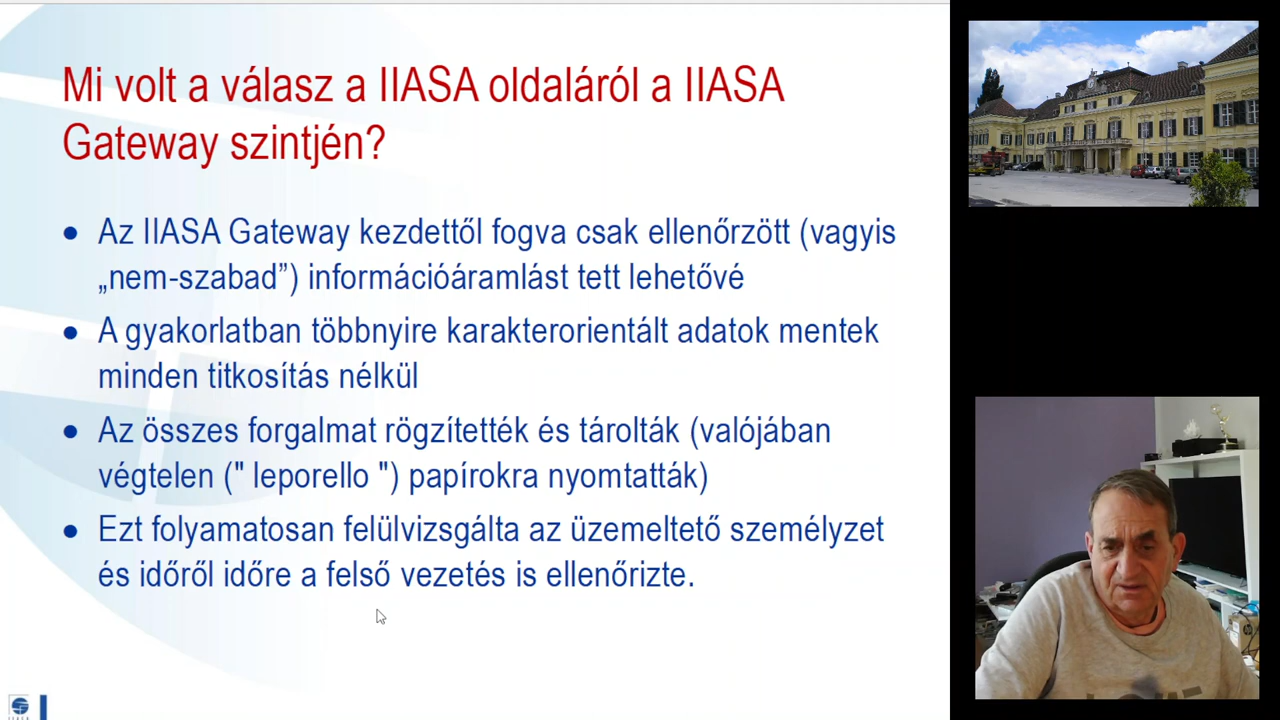 Mi volt a válasz a IIASA oldaláról a IIASA
Gateway szintjén?
● Az IIASA Gateway kezdettől fogva csak ellenőrzött (vagyis
„nem-szabad”) információáramlást tett lehetővé
● A gyakorlatban többnyire karakterorientált adatok mentek
minden titkosítás nélkül
● Az összes forgalmat rögzítették és tárolták (valójában
végtelen (" leporello ") papírokra nyomtatták)
● Ezt folyamatosan felülvizsgálta az üzemeltető személyzet
és időről időre a felső vezetés is ellenőrizte.
IIASA